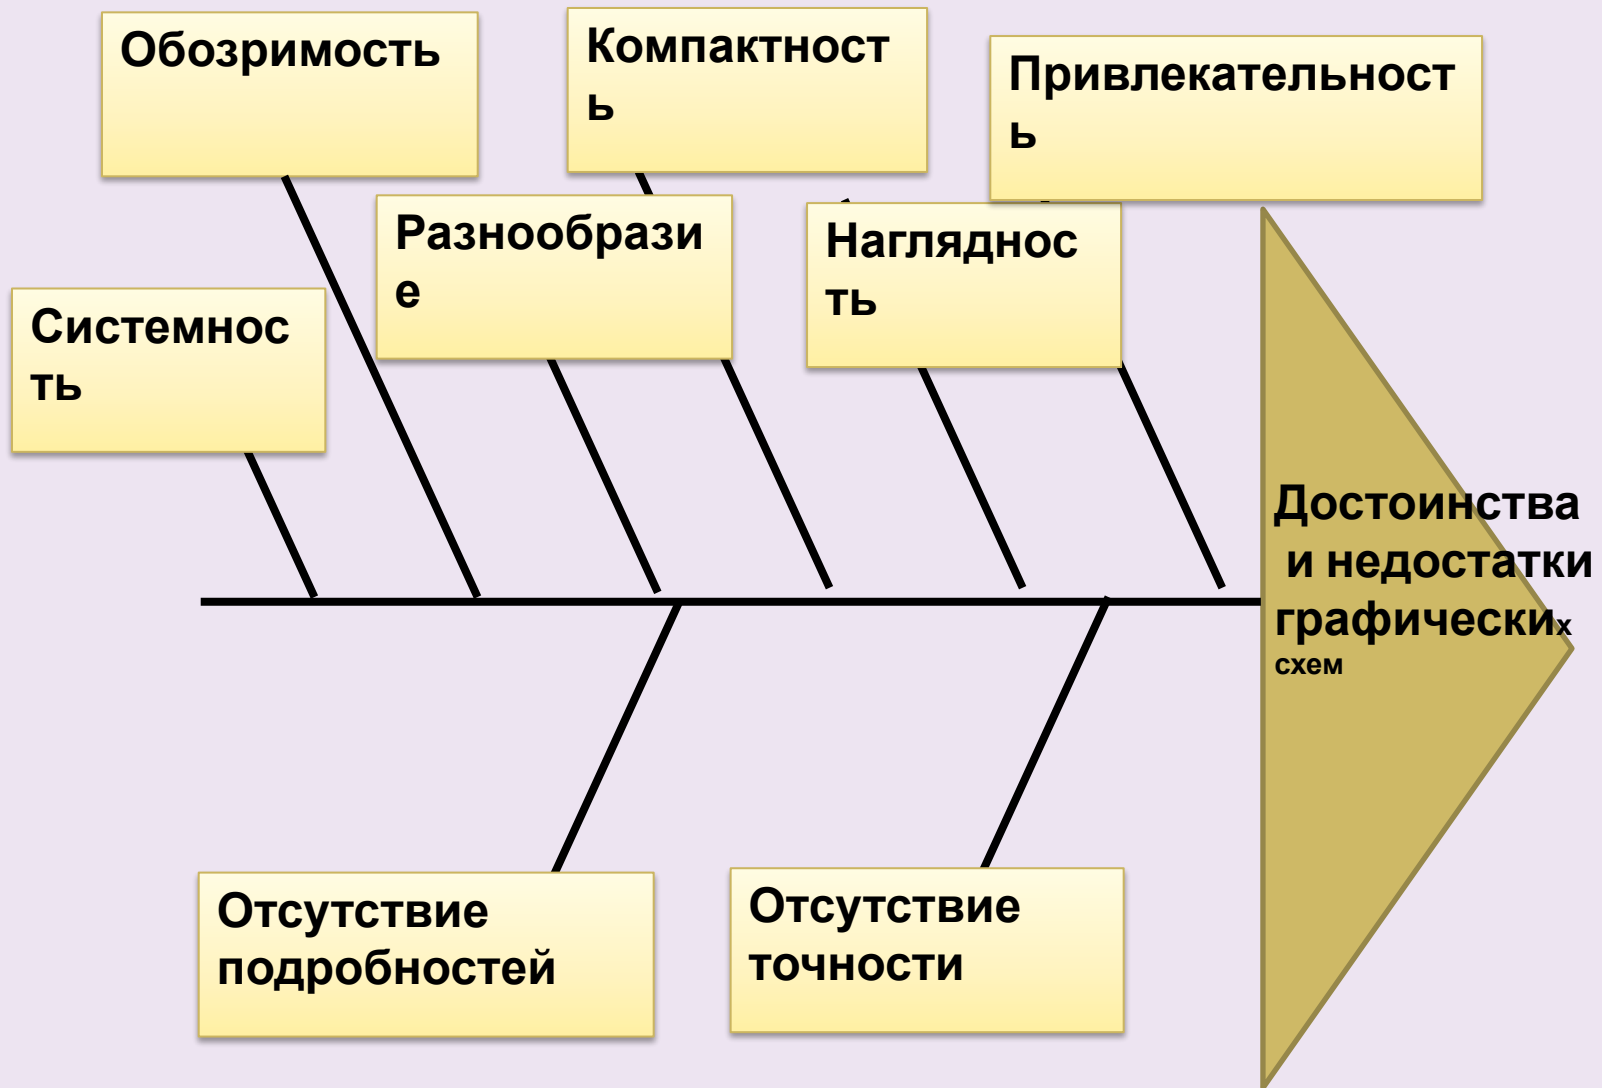 Обозримость
Компактност
ь
Привлекательност
ь
Разнообрази
е
Нагляднос
ть
Системнос
ть
Достоинства
и недостатки
графических
схем
Отсутствие
подробностей
Отсутствие
точности